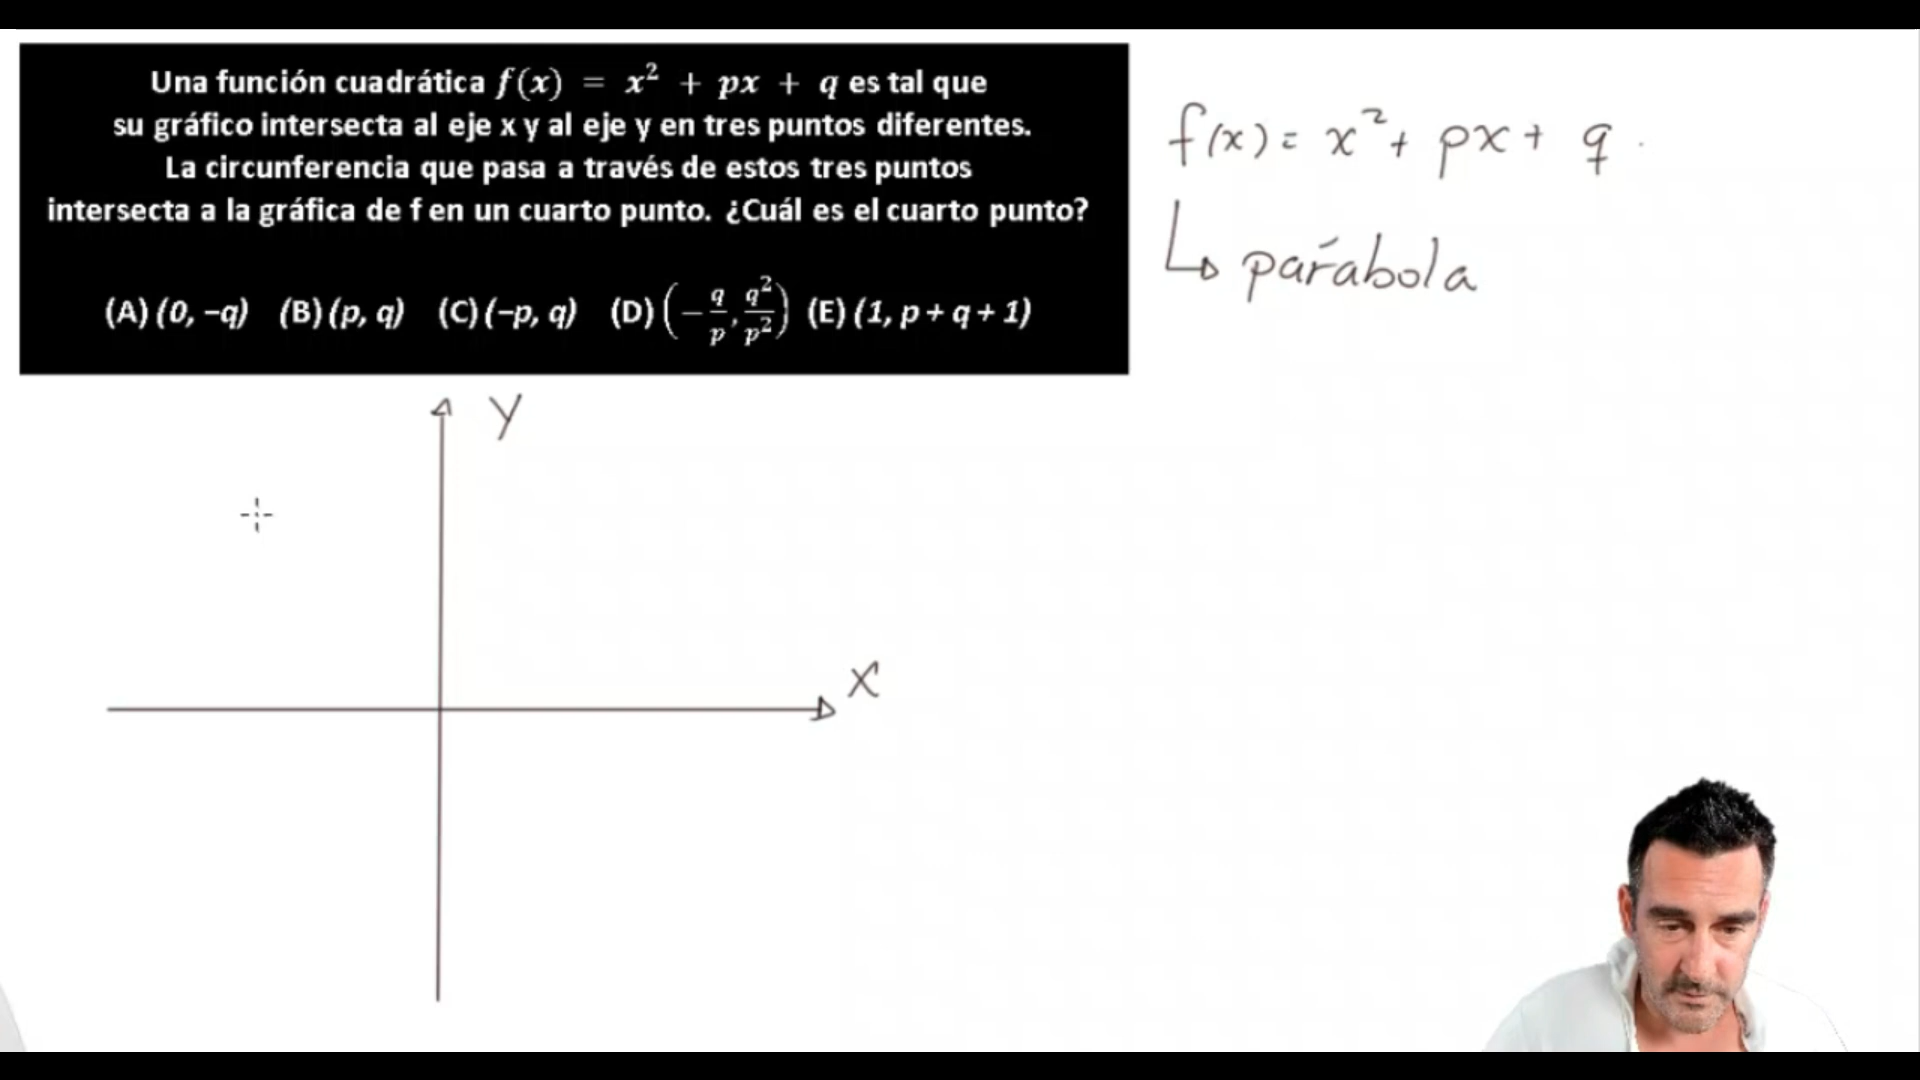 Una función cuadrática f(x) = x² + px + q es tal que
su gráfico intersecta al eje x y al eje y en tres puntos diferentes.
La circunferencia que pasa a través de estos tres puntos
intersecta a la gráfica de f en un cuarto punto. ¿Cuál es el cuarto punto?
(A) (0, −q) (B) (p, q) (C) (−p, q) (D) (−q/p, q²/p²) (E) (1, p + q + 1)
f(x) = x² + px + q
↳ parábola
y
x